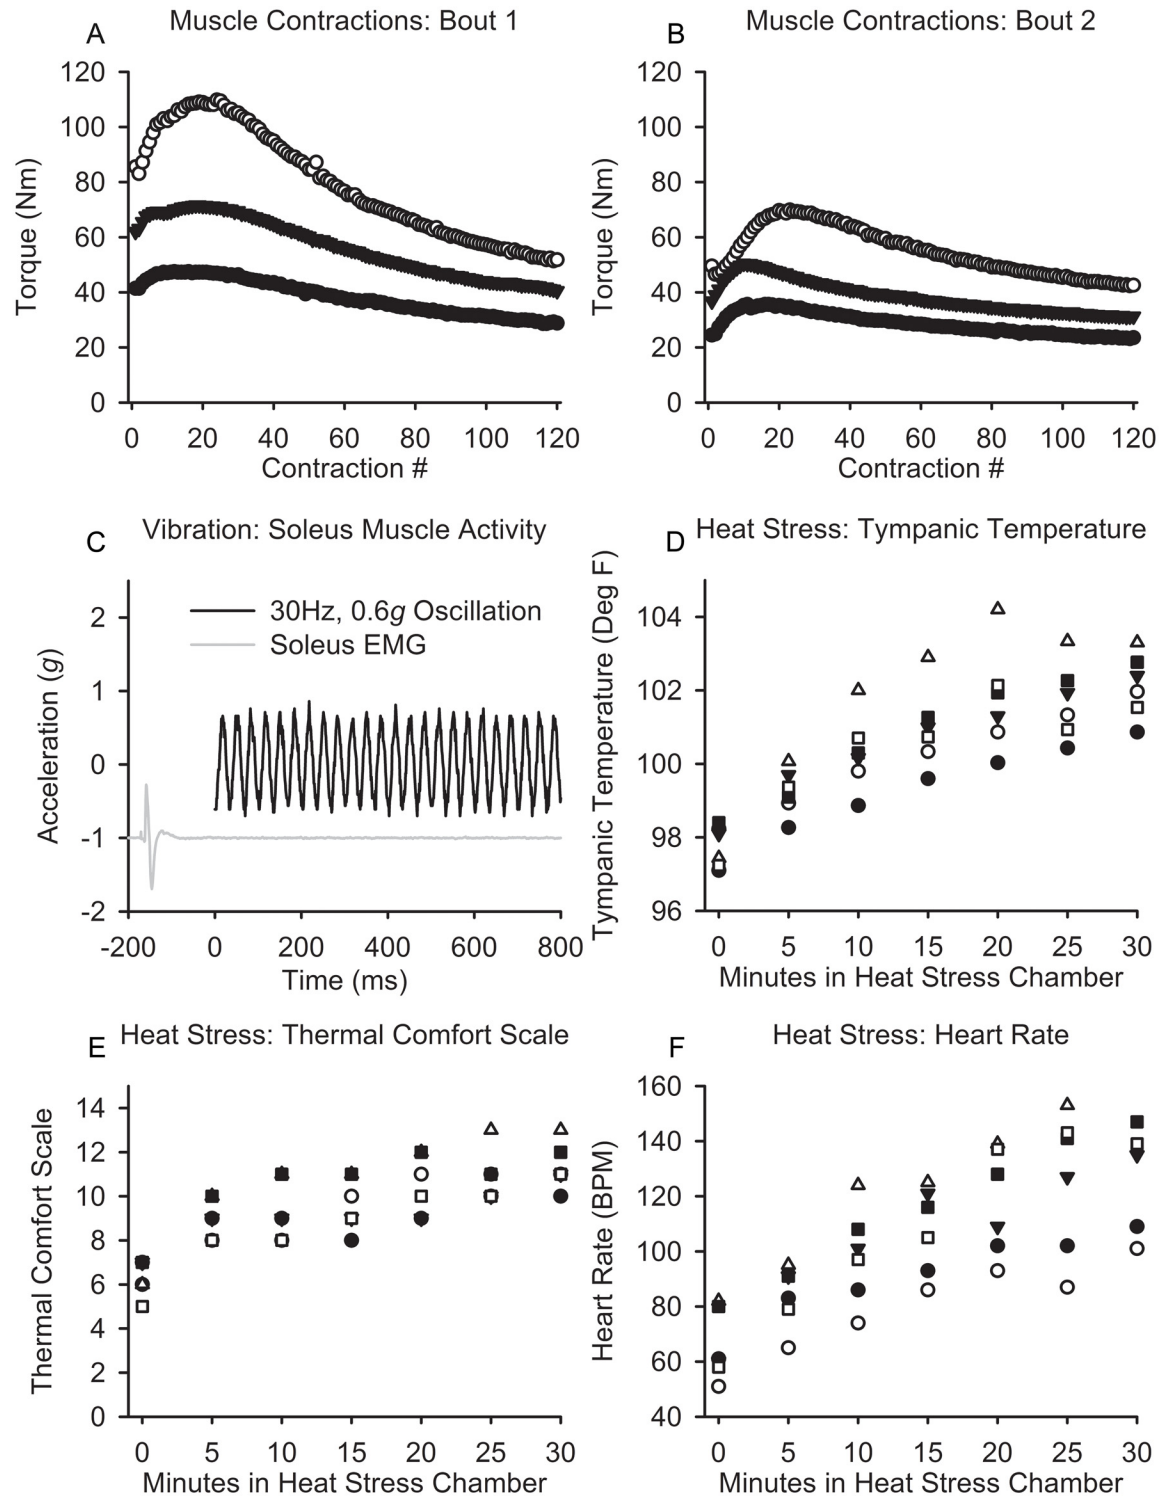 A
Muscle Contractions: Bout 1
120
100
80
60
40
20
0
Torque (Nm)
0 20 40 60 80 100 120
Contraction #
B
Muscle Contractions: Bout 2
120
100
80
60
40
20
0
Torque (Nm)
0 20 40 60 80 100 120
Contraction #
C
Vibration: Soleus Muscle Activity
30Hz, 0.6g Oscillation
Soleus EMG
2
1
0
-1
-2
Acceleration (g)
-200 0 200 400 600 800
Time (ms)
D
Heat Stress: Tympanic Temperature
104
102
100
98
96
Tympanic Temperature (Deg F)
0 5 10 15 20 25 30
Minutes in Heat Stress Chamber
E
Heat Stress: Thermal Comfort Scale
14
12
10
8
6
4
2
0
Thermal Comfort Scale
0 5 10 15 20 25 30
Minutes in Heat Stress Chamber
F
Heat Stress: Heart Rate
160
140
120
100
80
60
40
Heart Rate (BPM)
0 5 10 15 20 25 30
Minutes in Heat Stress Chamber